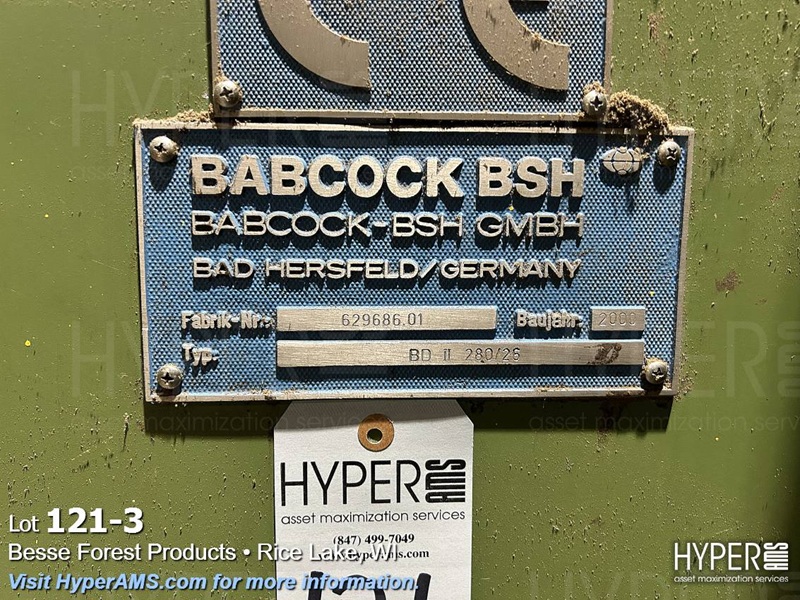 CE
BABCOCK BSH
BABCOCK-BSH GMBH
BAD HERSFELD/GERMANY
Fabrik-Nr.: 629686.01 Baujahr: 2000
Typ: BD II 280/26
HYPER AMS
asset maximization services
(847) 499-7049
Lot 121-3
Besse Forest Products • Rice Lake, WI
Visit HyperAMS.com for more information.
HYPER AMS
asset maximization services